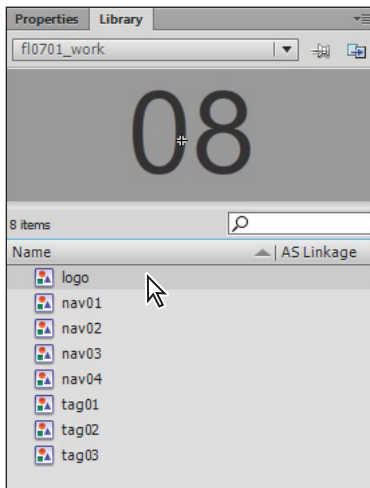 Properties Library
fl0701_work
08
8 items
Name AS Linkage
logo
nav01
nav02
nav03
nav04
tag01
tag02
tag03